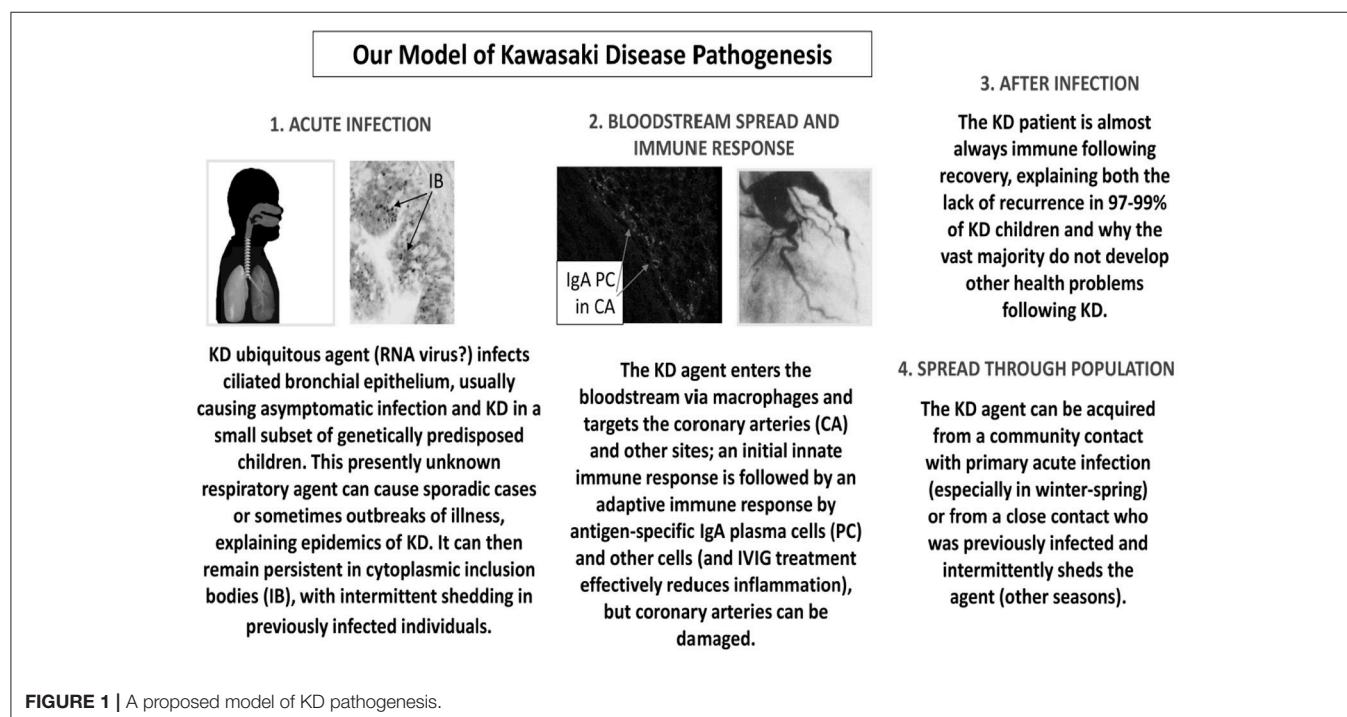 Our Model of Kawasaki Disease Pathogenesis
1. ACUTE INFECTION
IB
KD ubiquitous agent (RNA virus?) infects
ciliated bronchial epithelium, usually
causing asymptomatic infection and KD in a
small subset of genetically predisposed
children. This presently unknown
respiratory agent can cause sporadic cases
or sometimes outbreaks of illness,
explaining epidemics of KD. It can then
remain persistent in cytoplasmic inclusion
bodies (IB), with intermittent shedding in
previously infected individuals.
2. BLOODSTREAM SPREAD AND
IMMUNE RESPONSE
IgA PC
in CA
The KD agent enters the
bloodstream via macrophages and
targets the coronary arteries (CA)
and other sites; an initial innate
immune response is followed by an
adaptive immune response by
antigen-specific IgA plasma cells (PC)
and other cells (and IVIG treatment
effectively reduces inflammation),
but coronary arteries can be
damaged.
3. AFTER INFECTION
The KD patient is almost
always immune following
recovery, explaining both the
lack of recurrence in 97-99%
of KD children and why the
vast majority do not develop
other health problems
following KD.
4. SPREAD THROUGH POPULATION
The KD agent can be acquired
from a community contact
with primary acute infection
(especially in winter-spring)
or from a close contact who
was previously infected and
intermittently sheds the
agent (other seasons).
FIGURE 1 | A proposed model of KD pathogenesis.